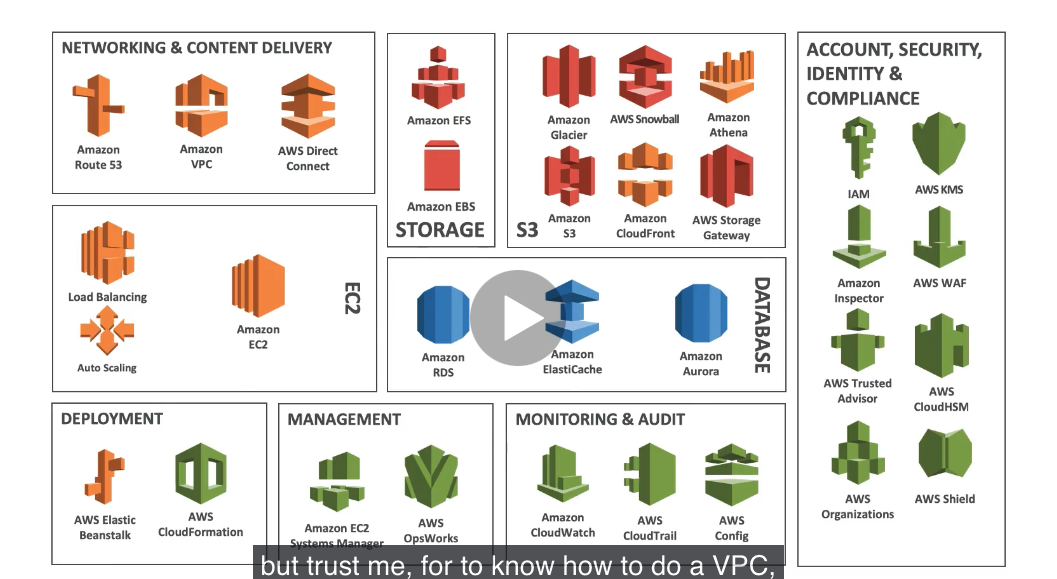 NETWORKING & CONTENT DELIVERY
Amazon
Route 53
Amazon
VPC
AWS Direct
Connect
Amazon EFS
Amazon EBS
STORAGE
Amazon
Glacier
AWS Snowball
Amazon
Athena
S3
Amazon
S3
Amazon
CloudFront
AWS Storage
Gateway
ACCOUNT, SECURITY,
IDENTITY &
COMPLIANCE
IAM
AWS KMS
Amazon
Inspector
AWS WAF
AWS Trusted
Advisor
AWS
CloudHSM
AWS
Organizations
AWS Shield
Load Balancing
Auto Scaling
Amazon
EC2
EC2
Amazon
RDS
Amazon
ElastiCache
Amazon
Aurora
DATABASE
DEPLOYMENT
AWS Elastic
Beanstalk
AWS
CloudFormation
MANAGEMENT
Amazon EC2
Systems Manager
AWS
OpsWorks
MONITORING & AUDIT
Amazon
CloudWatch
AWS
CloudTrail
AWS
Config
but trust me, for to know how to do a VPC,